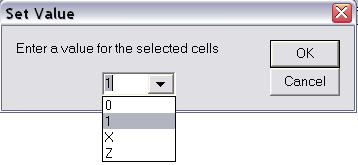 Set Value
Enter a value for the selected cells
OK
1
Cancel
0
1
X
Z